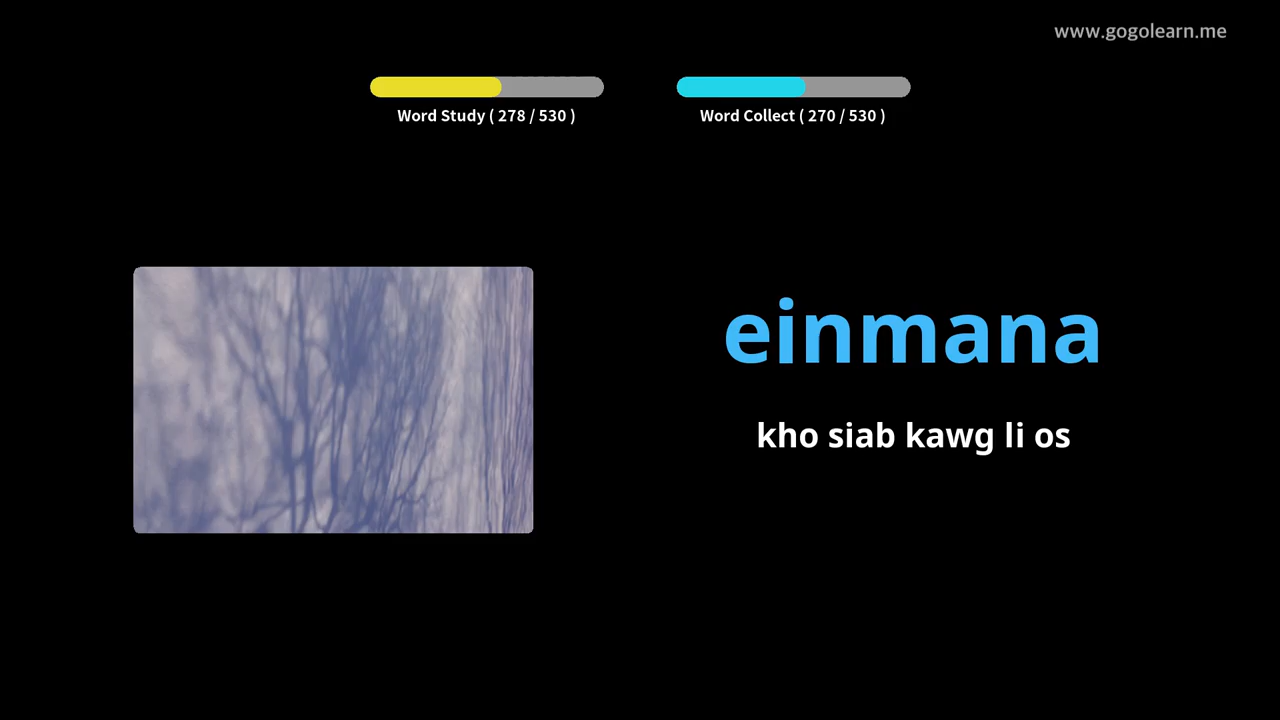 www.gogolearn.me
Word Study ( 278 / 530 )
Word Collect ( 270 / 530 )
einmana
kho siab kawg li os